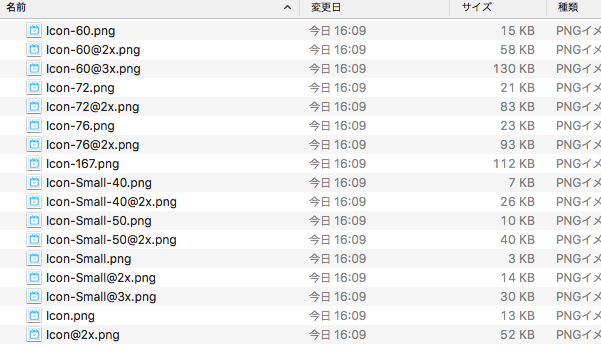 名前 変更日 サイズ 種類
Icon-60.png 今日 16:09 15 KB PNGイメ
Icon-60@2x.png 今日 16:09 58 KB PNGイメ
Icon-60@3x.png 今日 16:09 130 KB PNGイメ
Icon-72.png 今日 16:09 21 KB PNGイメ
Icon-72@2x.png 今日 16:09 83 KB PNGイメ
Icon-76.png 今日 16:09 23 KB PNGイメ
Icon-76@2x.png 今日 16:09 93 KB PNGイメ
Icon-167.png 今日 16:09 112 KB PNGイメ
Icon-Small-40.png 今日 16:09 7 KB PNGイメ
Icon-Small-40@2x.png 今日 16:09 26 KB PNGイメ
Icon-Small-50.png 今日 16:09 10 KB PNGイメ
Icon-Small-50@2x.png 今日 16:09 40 KB PNGイメ
Icon-Small.png 今日 16:09 3 KB PNGイメ
Icon-Small@2x.png 今日 16:09 14 KB PNGイメ
Icon-Small@3x.png 今日 16:09 30 KB PNGイメ
Icon.png 今日 16:09 13 KB PNGイメ
Icon@2x.png 今日 16:09 52 KB PNGイメ